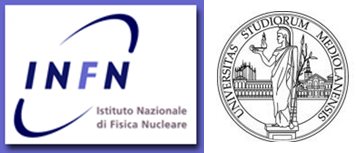 INFN
Istituto Nazionale
di Fisica Nucleare
UNIVERSITAS STUDIORUM MEDIOLANENSIS